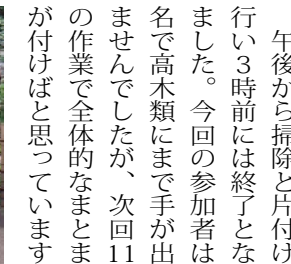 午後から掃除と片付け
行い3時前には終了とな
ました。今回の参加者は
名で高木類にまで手が出
ませんでしたが、次回11
の作業で全体的なまとま
が付けばと思っています